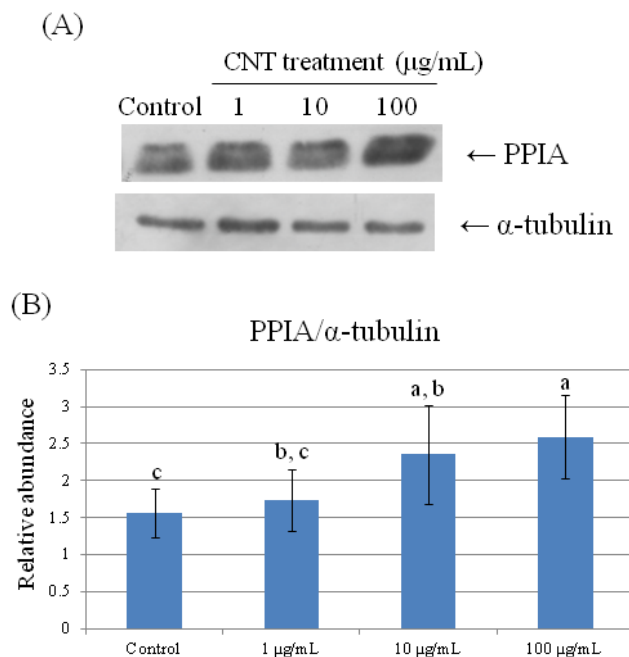 (A)
CNT treatment (μg/mL)
Control 1 10 100
← PPIA
← α-tubulin
(B)
PPIA/α-tubulin
3.5
3
2.5
2
1.5
1
0.5
0
Relative abundance
c
b, c
a, b
a
Control 1 μg/mL 10 μg/mL 100 μg/mL